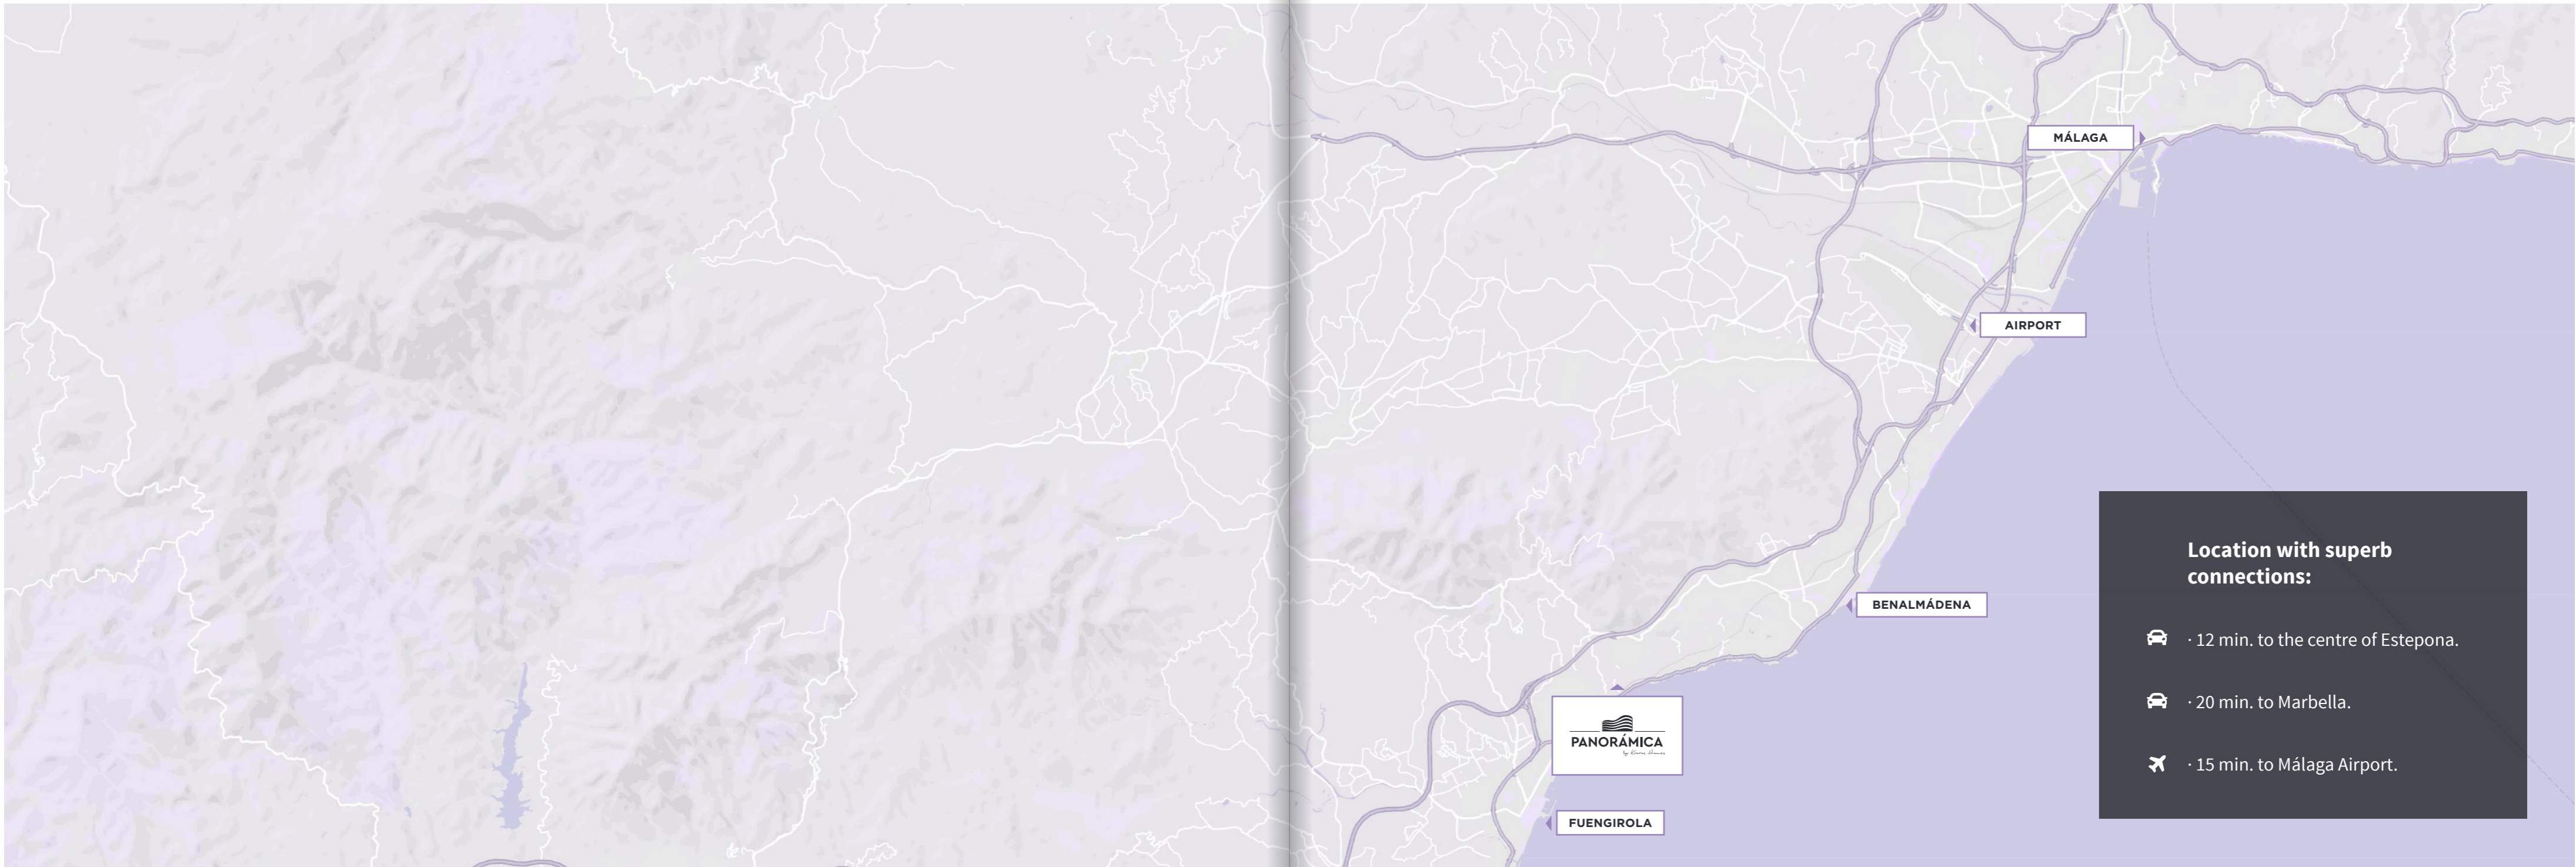 MÁLAGA
AIRPORT
BENALMÁDENA
PANORÁMICA
FUENGIROLA
Location with superb
connections:
· 12 min. to the centre of Estepona.
· 20 min. to Marbella.
· 15 min. to Málaga Airport.